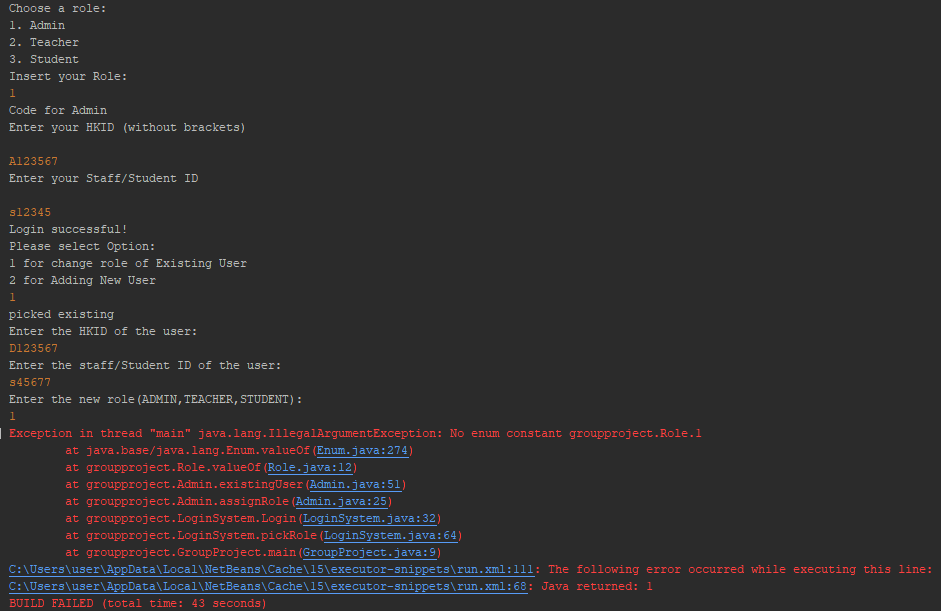 Choose a role:
1. Admin
2. Teacher
3. Student
Insert your Role:
1
Code for Admin
Enter your HKID (without brackets)
A123567
Enter your Staff/Student ID
s12345
Login successful!
Please select Option:
1 for change role of Existing User
2 for Adding New User
1
picked existing
Enter the HKID of the user:
D123567
Enter the staff/Student ID of the user:
s45677
Enter the new role(ADMIN,TEACHER,STUDENT):
1
Exception in thread "main" java.lang.IllegalArgumentException: No enum constant groupproject.Role.1
at java.base/java.lang.Enum.valueOf(Enum.java:274)
at groupproject.Role.valueOf(Role.java:12)
at groupproject.Admin.existingUser(Admin.java:51)
at groupproject.Admin.assignRole(Admin.java:25)
at groupproject.LoginSystem.Login(LoginSystem.java:32)
at groupproject.LoginSystem.pickRole(LoginSystem.java:64)
at groupproject.GroupProject.main(GroupProject.java:9)
C:\Users\user\AppData\Local\NetBeans\Cache\15\executor-snippets\run.xml:111: The following error occurred while executing this line:
C:\Users\user\AppData\Local\NetBeans\Cache\15\executor-snippets\run.xml:68: Java returned: 1
BUILD FAILED (total time: 43 seconds)